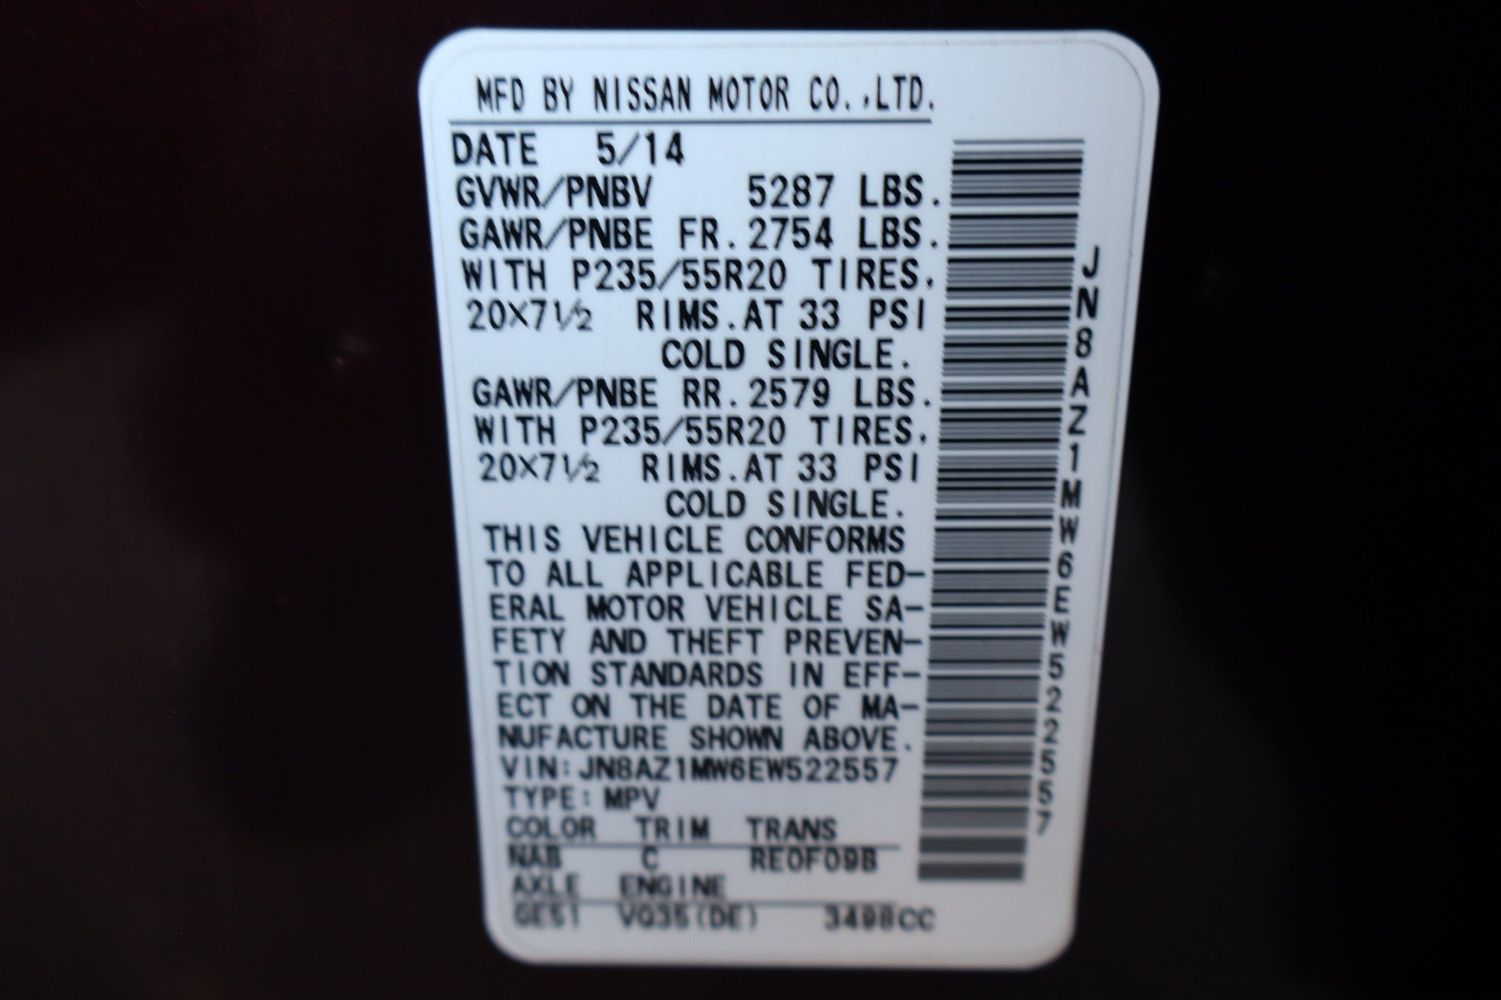 MFD BY NISSAN MOTOR CO.,LTD.
DATE 5/14
GVWR/PNBV 5287 LBS.
GAWR/PNBE FR.2754 LBS.
WITH P235/55R20 TIRES.
20×7½ RIMS.AT 33 PSI
COLD SINGLE.
GAWR/PNBE RR.2579 LBS.
WITH P235/55R20 TIRES.
20×7½ RIMS.AT 33 PSI
COLD SINGLE.
THIS VEHICLE CONFORMS
TO ALL APPLICABLE FED-
ERAL MOTOR VEHICLE SA-
FETY AND THEFT PREVEN-
TION STANDARDS IN EFF-
ECT ON THE DATE OF MA-
NUFACTURE SHOWN ABOVE.
VIN:JN8AZ1MW6EW522557
TYPE:MPV
COLOR TRIM TRANS
NAB C RE0F09B
AXLE ENGINE
GE51 VQ35(DE) 3498CC
JN8AZ1MW6EW522557